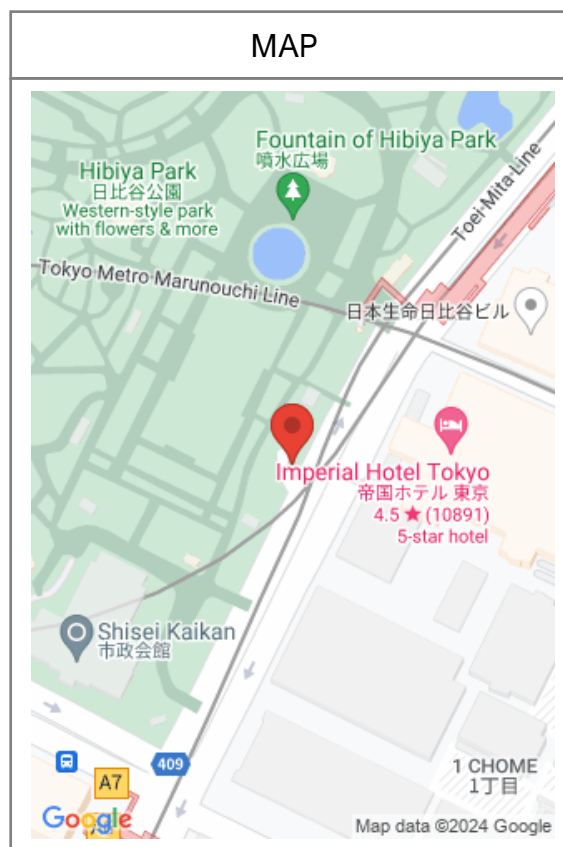 MAP
Fountain of Hibiya Park
噴水広場
Hibiya Park
日比谷公園
Western-style park
with flowers & more
Toei-Mita-Line
Tokyo Metro Marunouchi Line
日本生命日比谷ビル
Imperial Hotel Tokyo
帝国ホテル 東京
4.5 ★ (10891)
5-star hotel
Shisei Kaikan
市政会館
409
A7
1 CHOME
1丁目
Google
Map data ©2024 Google